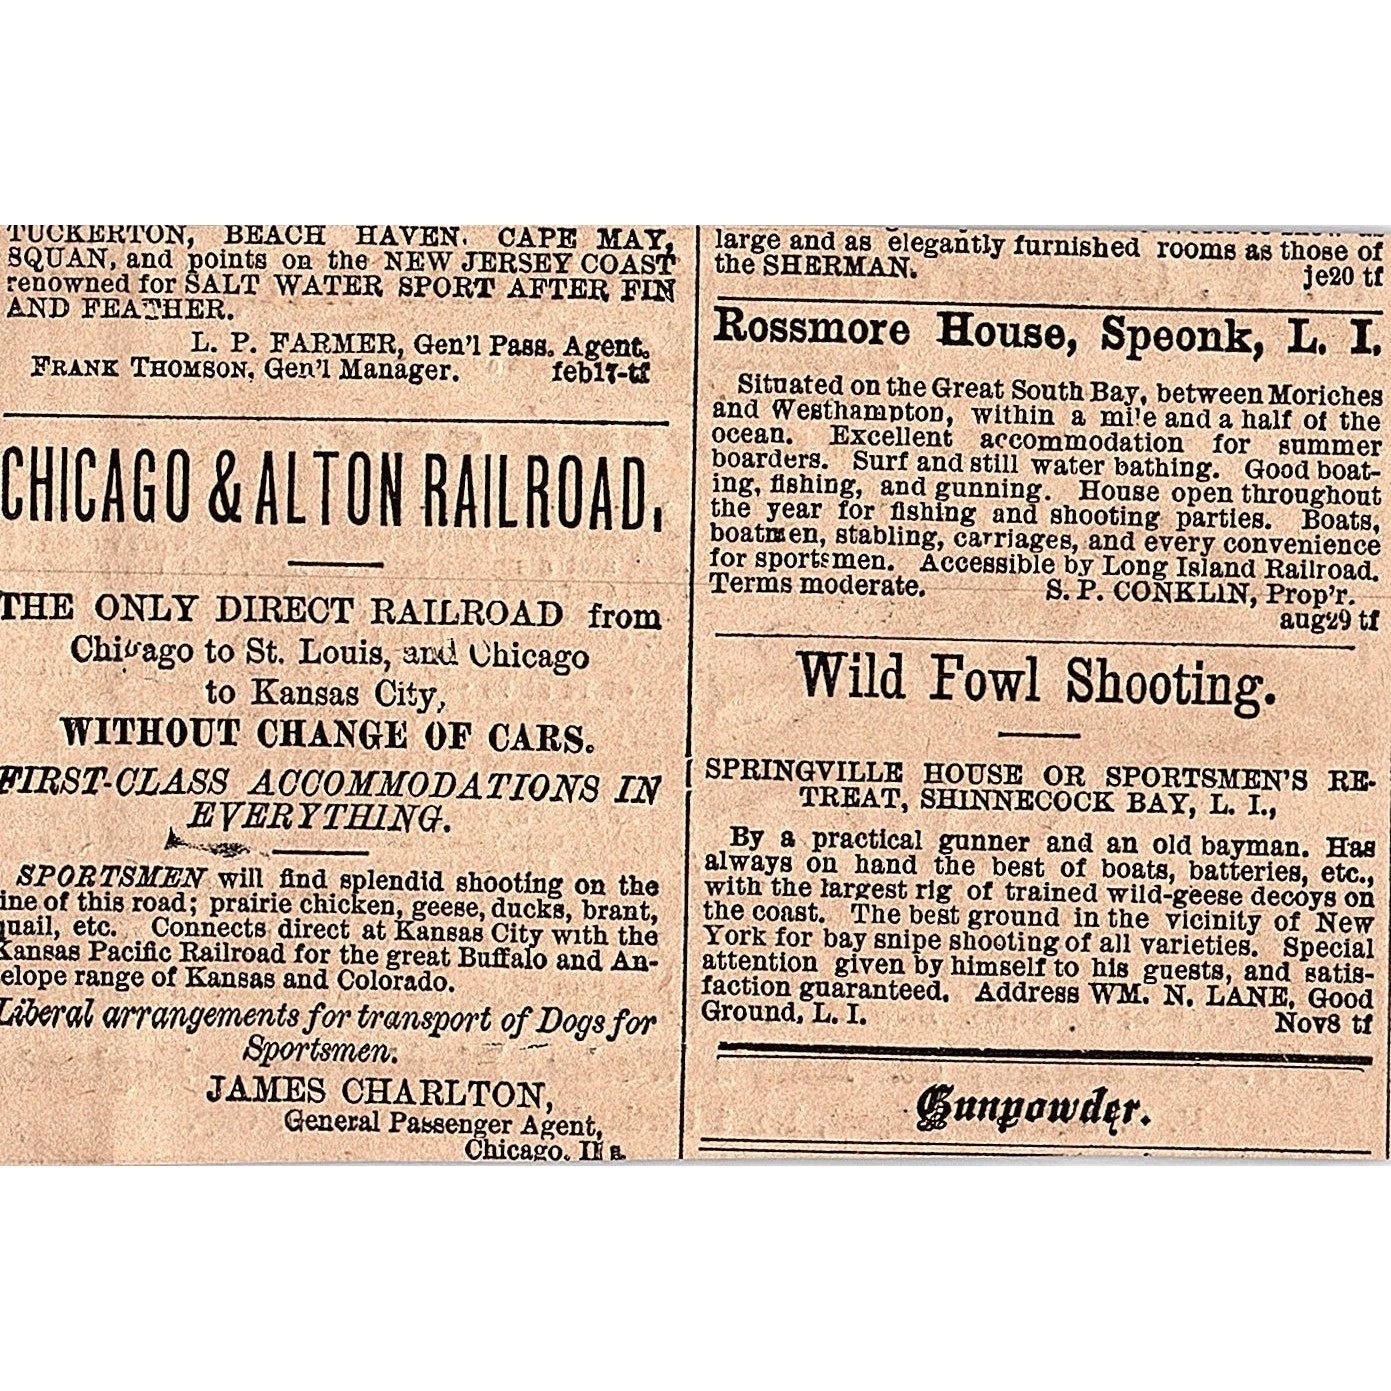 TUCKERTON, BEACH HAVEN, CAPE MAY,
SQUAN, and points on the NEW JERSEY COAST
renowned for SALT WATER SPORT AFTER FIN
AND FEATHER.
L. P. FARMER, Gen'l Pass. Agent.
FRANK THOMSON, Gen'l Manager. feb17-tf
CHICAGO & ALTON RAILROAD,
THE ONLY DIRECT RAILROAD from
Chicago to St. Louis, and Chicago
to Kansas City,
WITHOUT CHANGE OF CARS.
FIRST-CLASS ACCOMMODATIONS IN
EVERYTHING.
SPORTSMEN will find splendid shooting on the
ine of this road; prairie chicken, geese, ducks, brant,
quail, etc. Connects direct at Kansas City with the
Kansas Pacific Railroad for the great Buffalo and An-
elope range of Kansas and Colorado.
Liberal arrangements for transport of Dogs for
Sportsmen.
JAMES CHARLTON,
General Passenger Agent,
Chicago,
large and as elegantly furnished rooms as those of
the SHERMAN. je20 tf
Rossmore House, Speonk, L. I.
Situated on the Great South Bay, between Moriches
and Westhampton, within a mile and a half of the
ocean. Excellent accommodation for summer
boarders. Surf and still water bathing. Good boat-
ing, fishing, and gunning. House open throughout
the year for fishing and shooting parties. Boats,
boatmen, stabling, carriages, and every convenience
for sportsmen. Accessible by Long Island Railroad.
Terms moderate. S. P. CONKLIN, Prop'r.
aug29 tf
Wild Fowl Shooting.
SPRINGVILLE HOUSE OR SPORTSMEN'S RE-
TREAT, SHINNECOCK BAY, L. I.,
By a practical gunner and an old bayman. Has
always on hand the best of boats, batteries, etc.,
with the largest rig of trained wild-geese decoys on
the coast. The best ground in the vicinity of New
York for bay snipe shooting of all varieties. Special
attention given by himself to his guests, and satis-
faction guaranteed. Address WM. N. LANE, Good
Ground, L. I. Nov8 tf
Gunpowder.